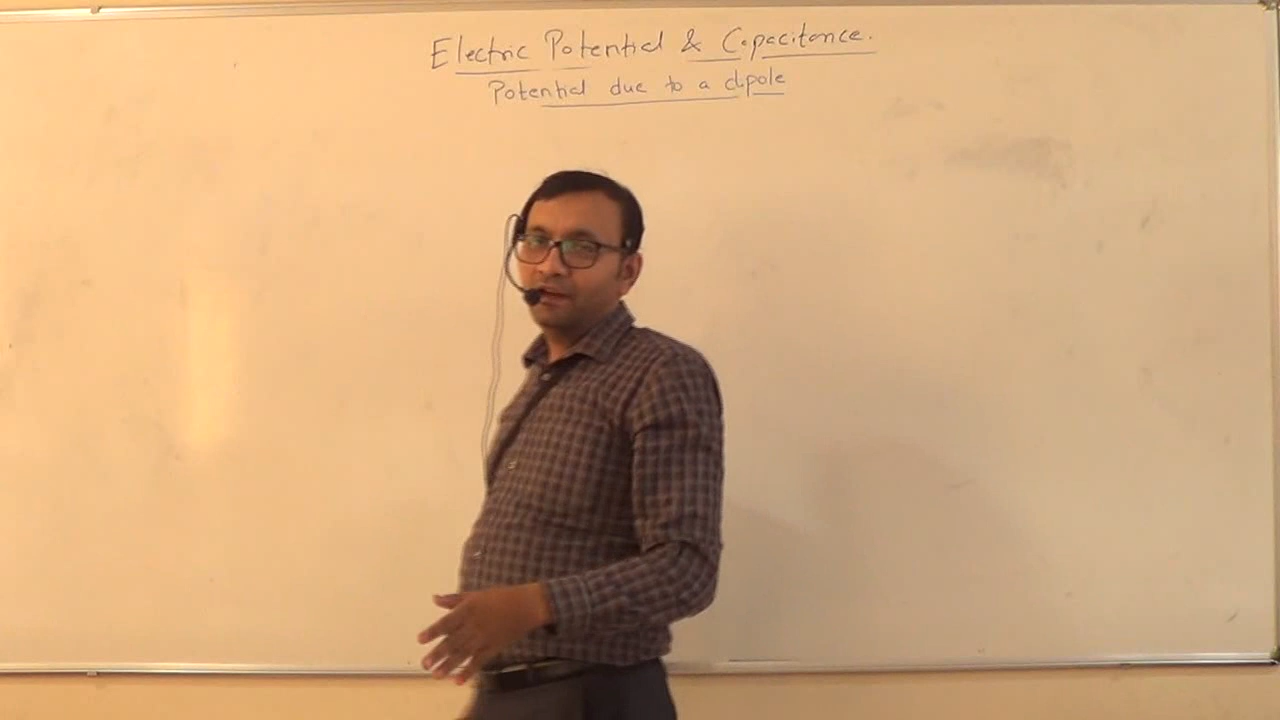 Electric Potential & Capacitance.
Potential due to a dipole